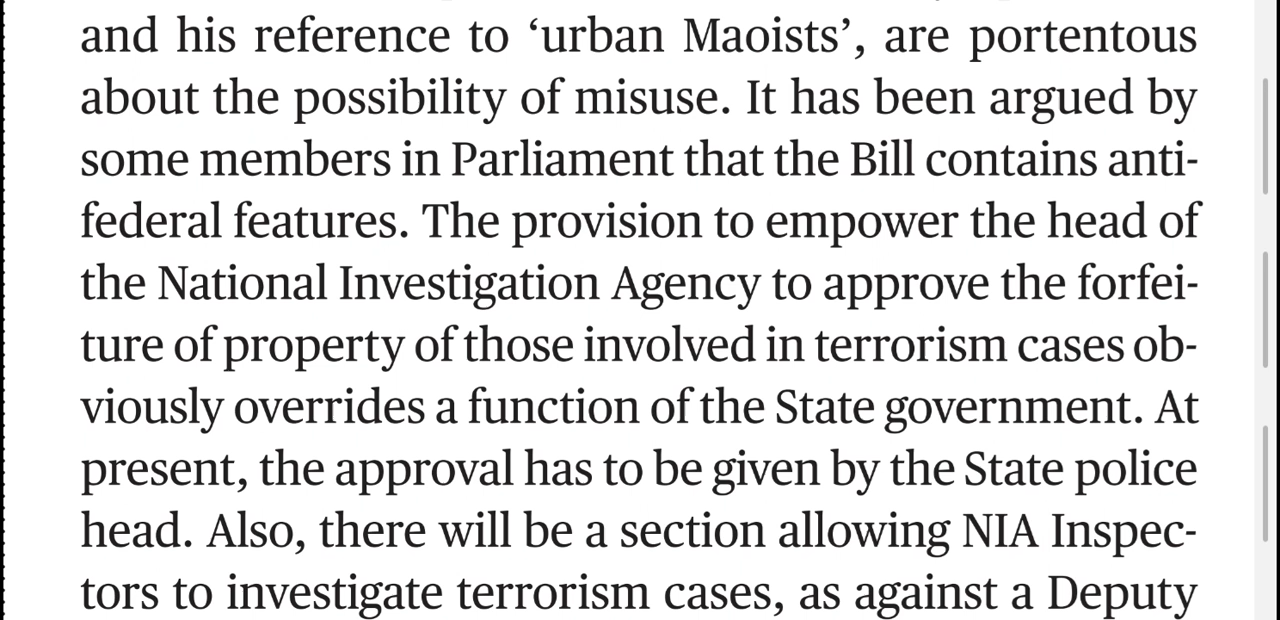 and his reference to ‘urban Maoists’, are portentous
about the possibility of misuse. It has been argued by
some members in Parliament that the Bill contains anti-
federal features. The provision to empower the head of
the National Investigation Agency to approve the forfei-
ture of property of those involved in terrorism cases ob-
viously overrides a function of the State government. At
present, the approval has to be given by the State police
head. Also, there will be a section allowing NIA Inspec-
tors to investigate terrorism cases, as against a Deputy